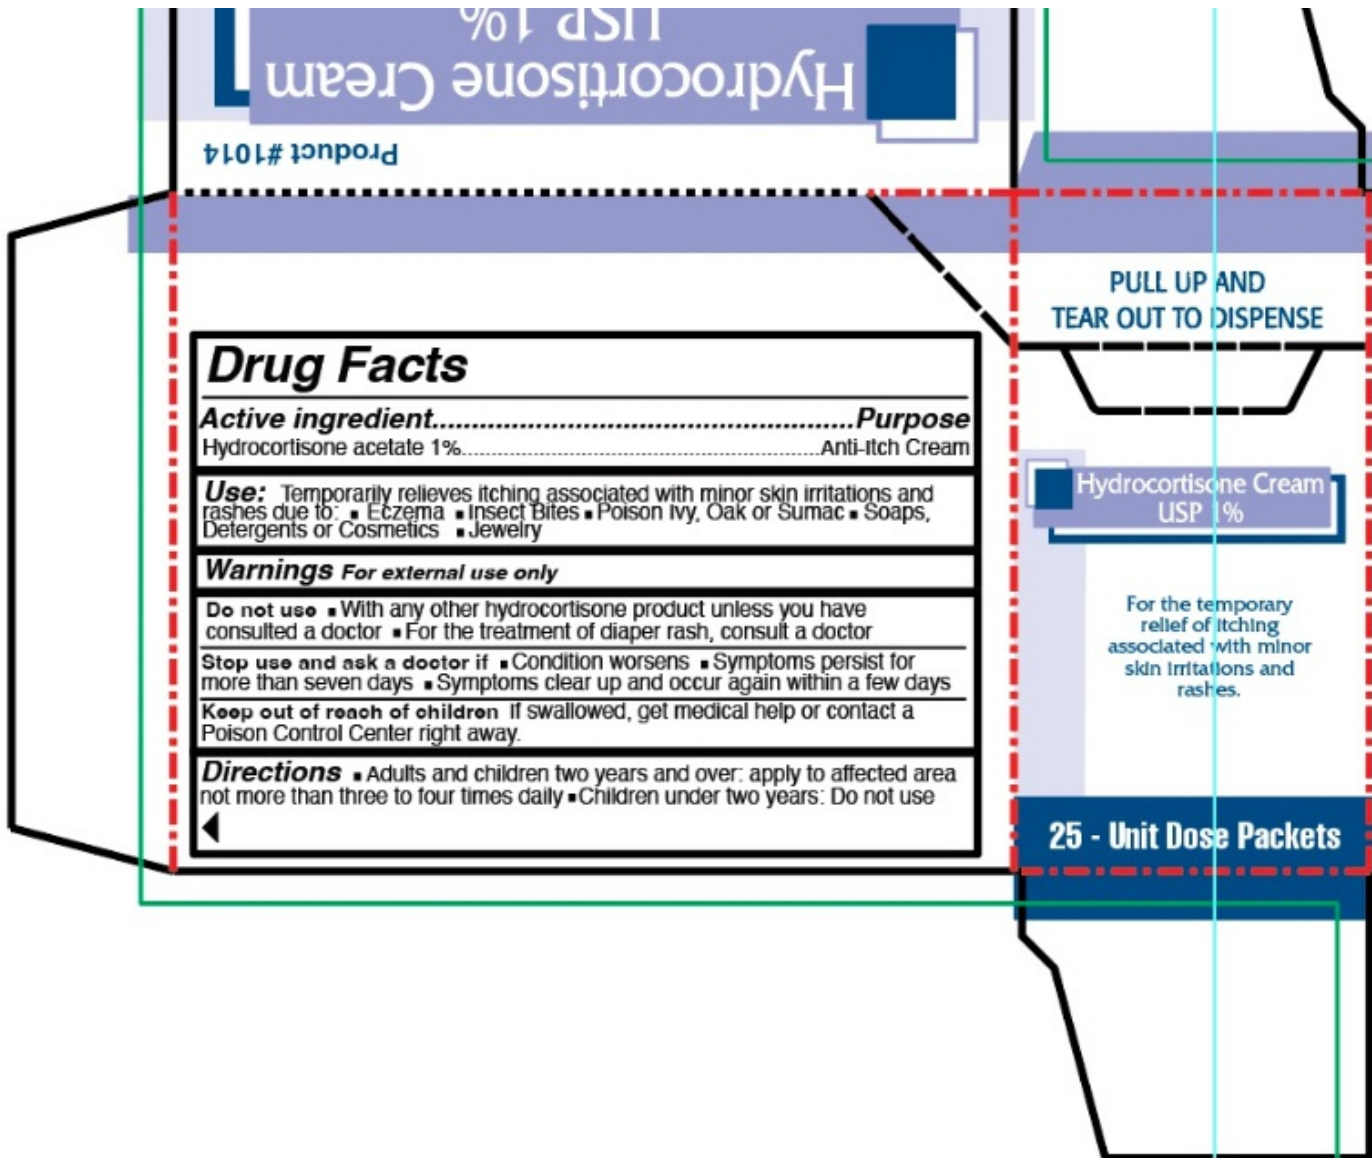 USP 1%
Hydrocortisone Cream
Product #1014
PULL UP AND
TEAR OUT TO DISPENSE
Drug Facts
Active ingredient......................................................Purpose
Hydrocortisone acetate 1%......................................................Anti-Itch Cream
Use: Temporarily relieves itching associated with minor skin irritations and
rashes due to: ▪ Eczema ▪ Insect Bites ▪ Poison Ivy, Oak or Sumac ▪ Soaps,
Detergents or Cosmetics ▪ Jewelry
Warnings For external use only
Do not use ▪ With any other hydrocortisone product unless you have
consulted a doctor ▪ For the treatment of diaper rash, consult a doctor
Stop use and ask a doctor if ▪ Condition worsens ▪ Symptoms persist for
more than seven days ▪ Symptoms clear up and occur again within a few days
Keep out of reach of children If swallowed, get medical help or contact a
Poison Control Center right away.
Directions ▪ Adults and children two years and over: apply to affected area
not more than three to four times daily ▪ Children under two years: Do not use
Hydrocortisone Cream
USP 1%
For the temporary
relief of itching
associated with minor
skin irritations and
rashes.
25 - Unit Dose Packets